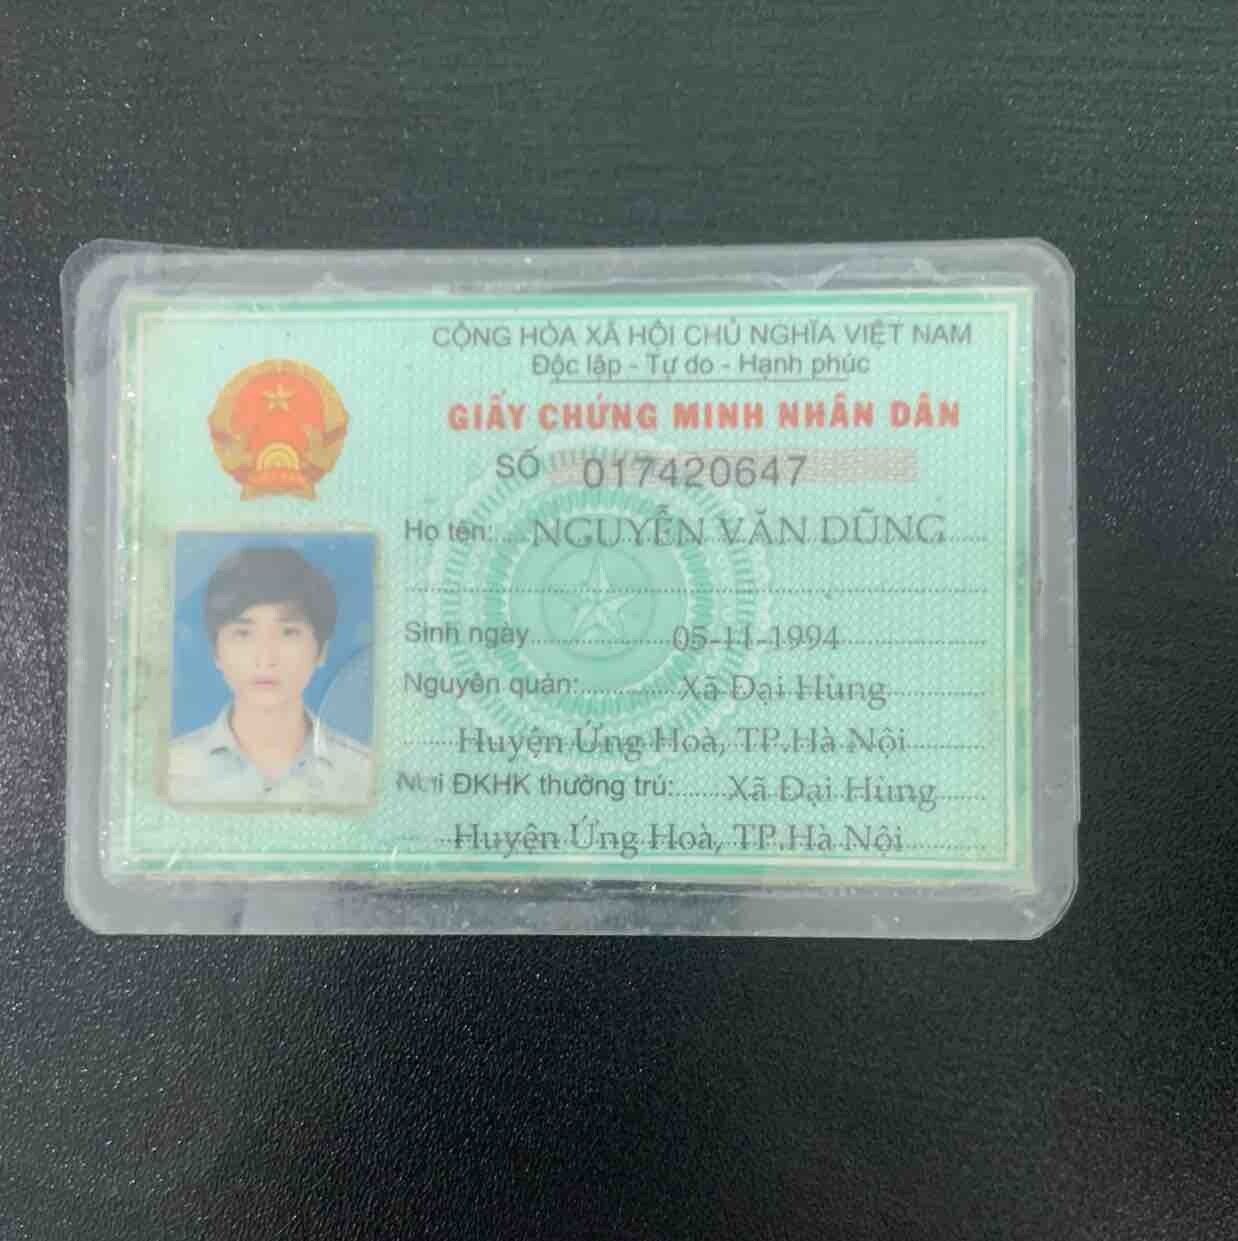 CỘNG HÒA XÃ HỘI CHỦ NGHĨA VIỆT NAM
Độc lập - Tự do - Hạnh phúc
GIẤY CHỨNG MINH NHÂN DÂN
SỐ 017420647
Họ tên: NGUYỄN VĂN DŨNG
Sinh ngày 05-11-1994
Nguyên quán: Xã Đại Hùng
Huyện Ứng Hoà, TP.Hà Nội
Nơi ĐKHK thường trú: Xã Đại Hùng
Huyện Ứng Hoà, TP.Hà Nội